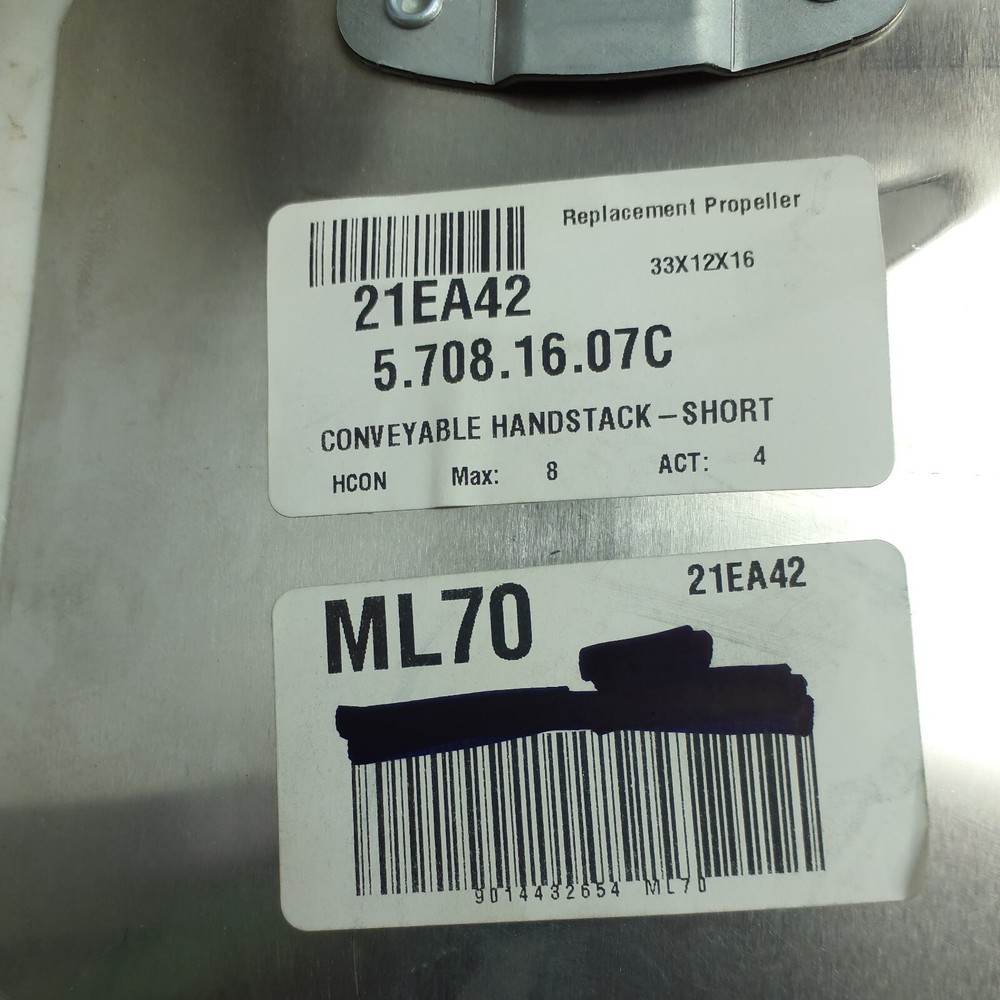 Replacement Propeller
33X12X16
21EA42
5.708.16.07C
CONVEYABLE HANDSTACK-SHORT
HCON Max: 8 ACT: 4
ML70 21EA42
9014432654 ML70